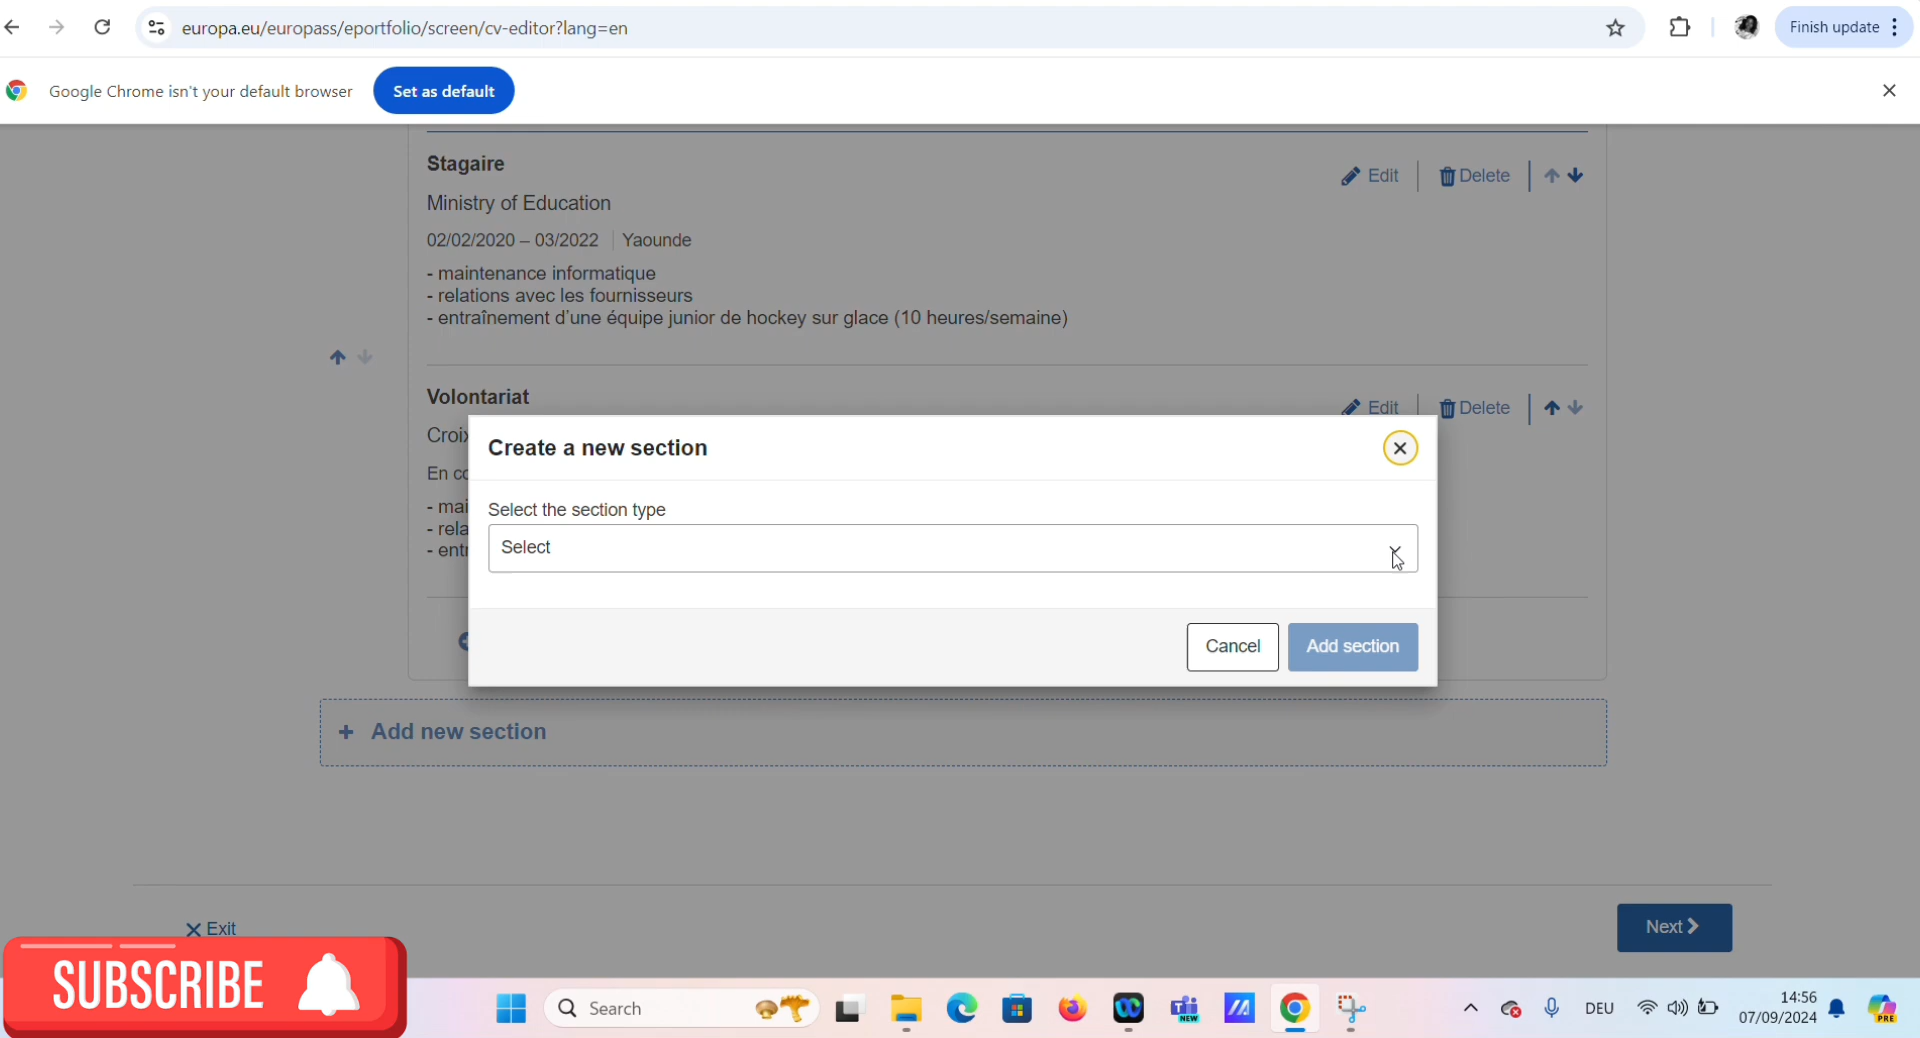 europa.eu/europass/eportfolio/screen/cv-editor?lang=en
Finish update
Google Chrome isn't your default browser
Set as default
Stagaire
Edit
Delete
Ministry of Education
02/02/2020 – 03/2022
Yaounde
- maintenance informatique
- relations avec les fournisseurs
- entraînement d'une équipe junior de hockey sur glace (10 heures/semaine)
Volontariat
Edit
Delete
Croix
En co
- mai
- rela
- entr
Create a new section
Select the section type
Select
Cancel
Add section
+ Add new section
Exit
Next
SUBSCRIBE
Search
NEW
DEU
14:56
07/09/2024
PRE